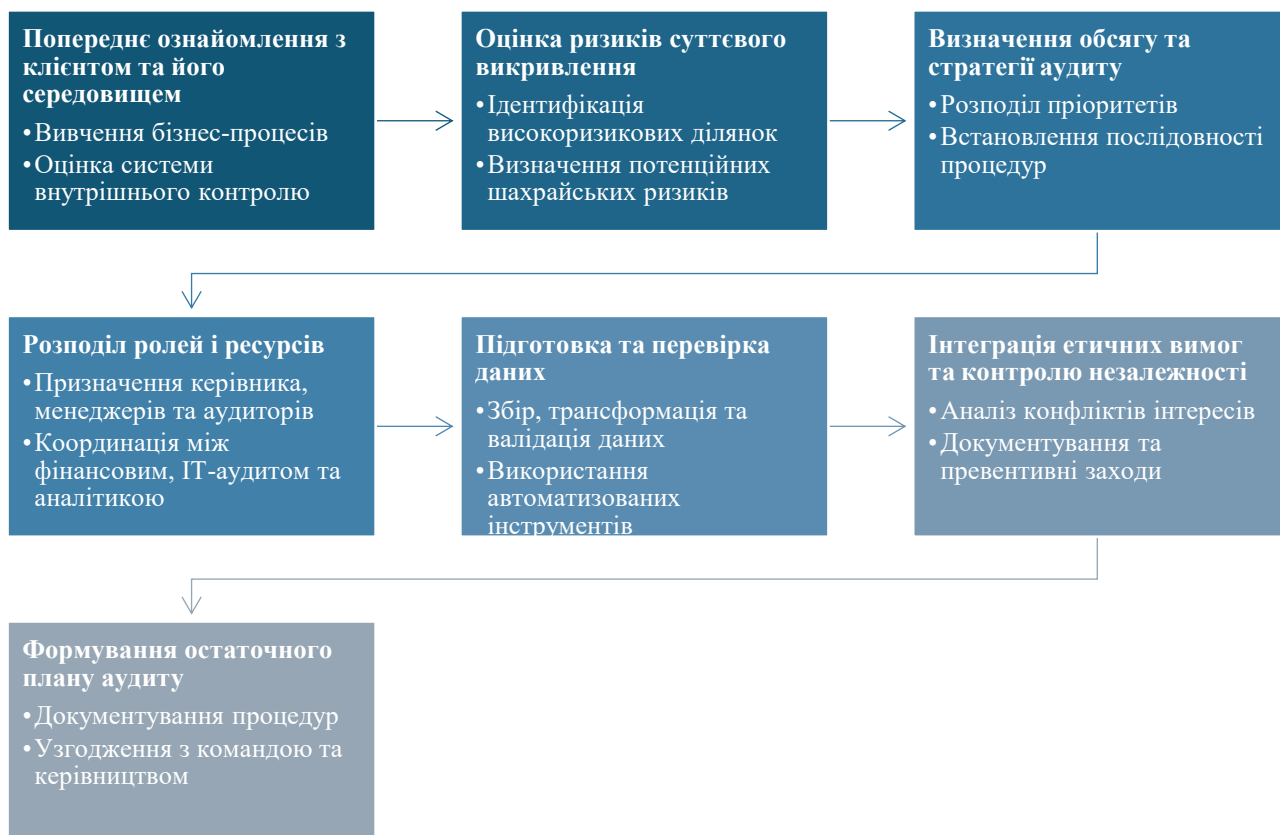 Попереднє ознайомлення з
клієнтом та його
середовищем
•Вивчення бізнес-процесів
•Оцінка системи
внутрішнього контролю
Оцінка ризиків суттєвого
викривлення
•Ідентифікація
високоризикових ділянок
•Визначення потенційних
шахрайських ризиків
Визначення обсягу та
стратегії аудиту
•Розподіл пріоритетів
•Встановлення послідовності
процедур
Розподіл ролей і ресурсів
•Призначення керівника,
менеджерів та аудиторів
•Координація між
фінансовим, ІТ-аудитом та
аналітикою
Підготовка та перевірка
даних
•Збір, трансформація та
валідація даних
•Використання
автоматизованих
інструментів
Інтеграція етичних вимог
та контролю незалежності
•Аналіз конфліктів інтересів
•Документування та
превентивні заходи
Формування остаточного
плану аудиту
•Документування процедур
•Узгодження з командою та
керівництвом